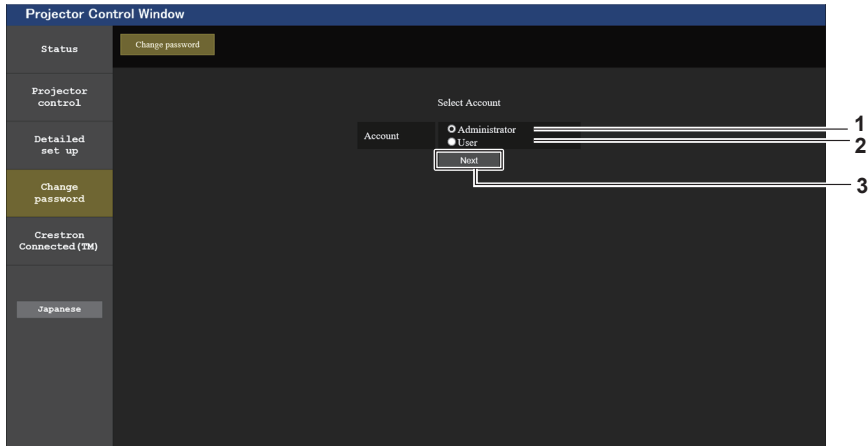 Projector Control Window
Status
Change password
Projector
control
Detailed
set up
Change
password
Crestron
Connected(TM)
Japanese
Select Account
Account
Administrator
User
Next
1
2
3